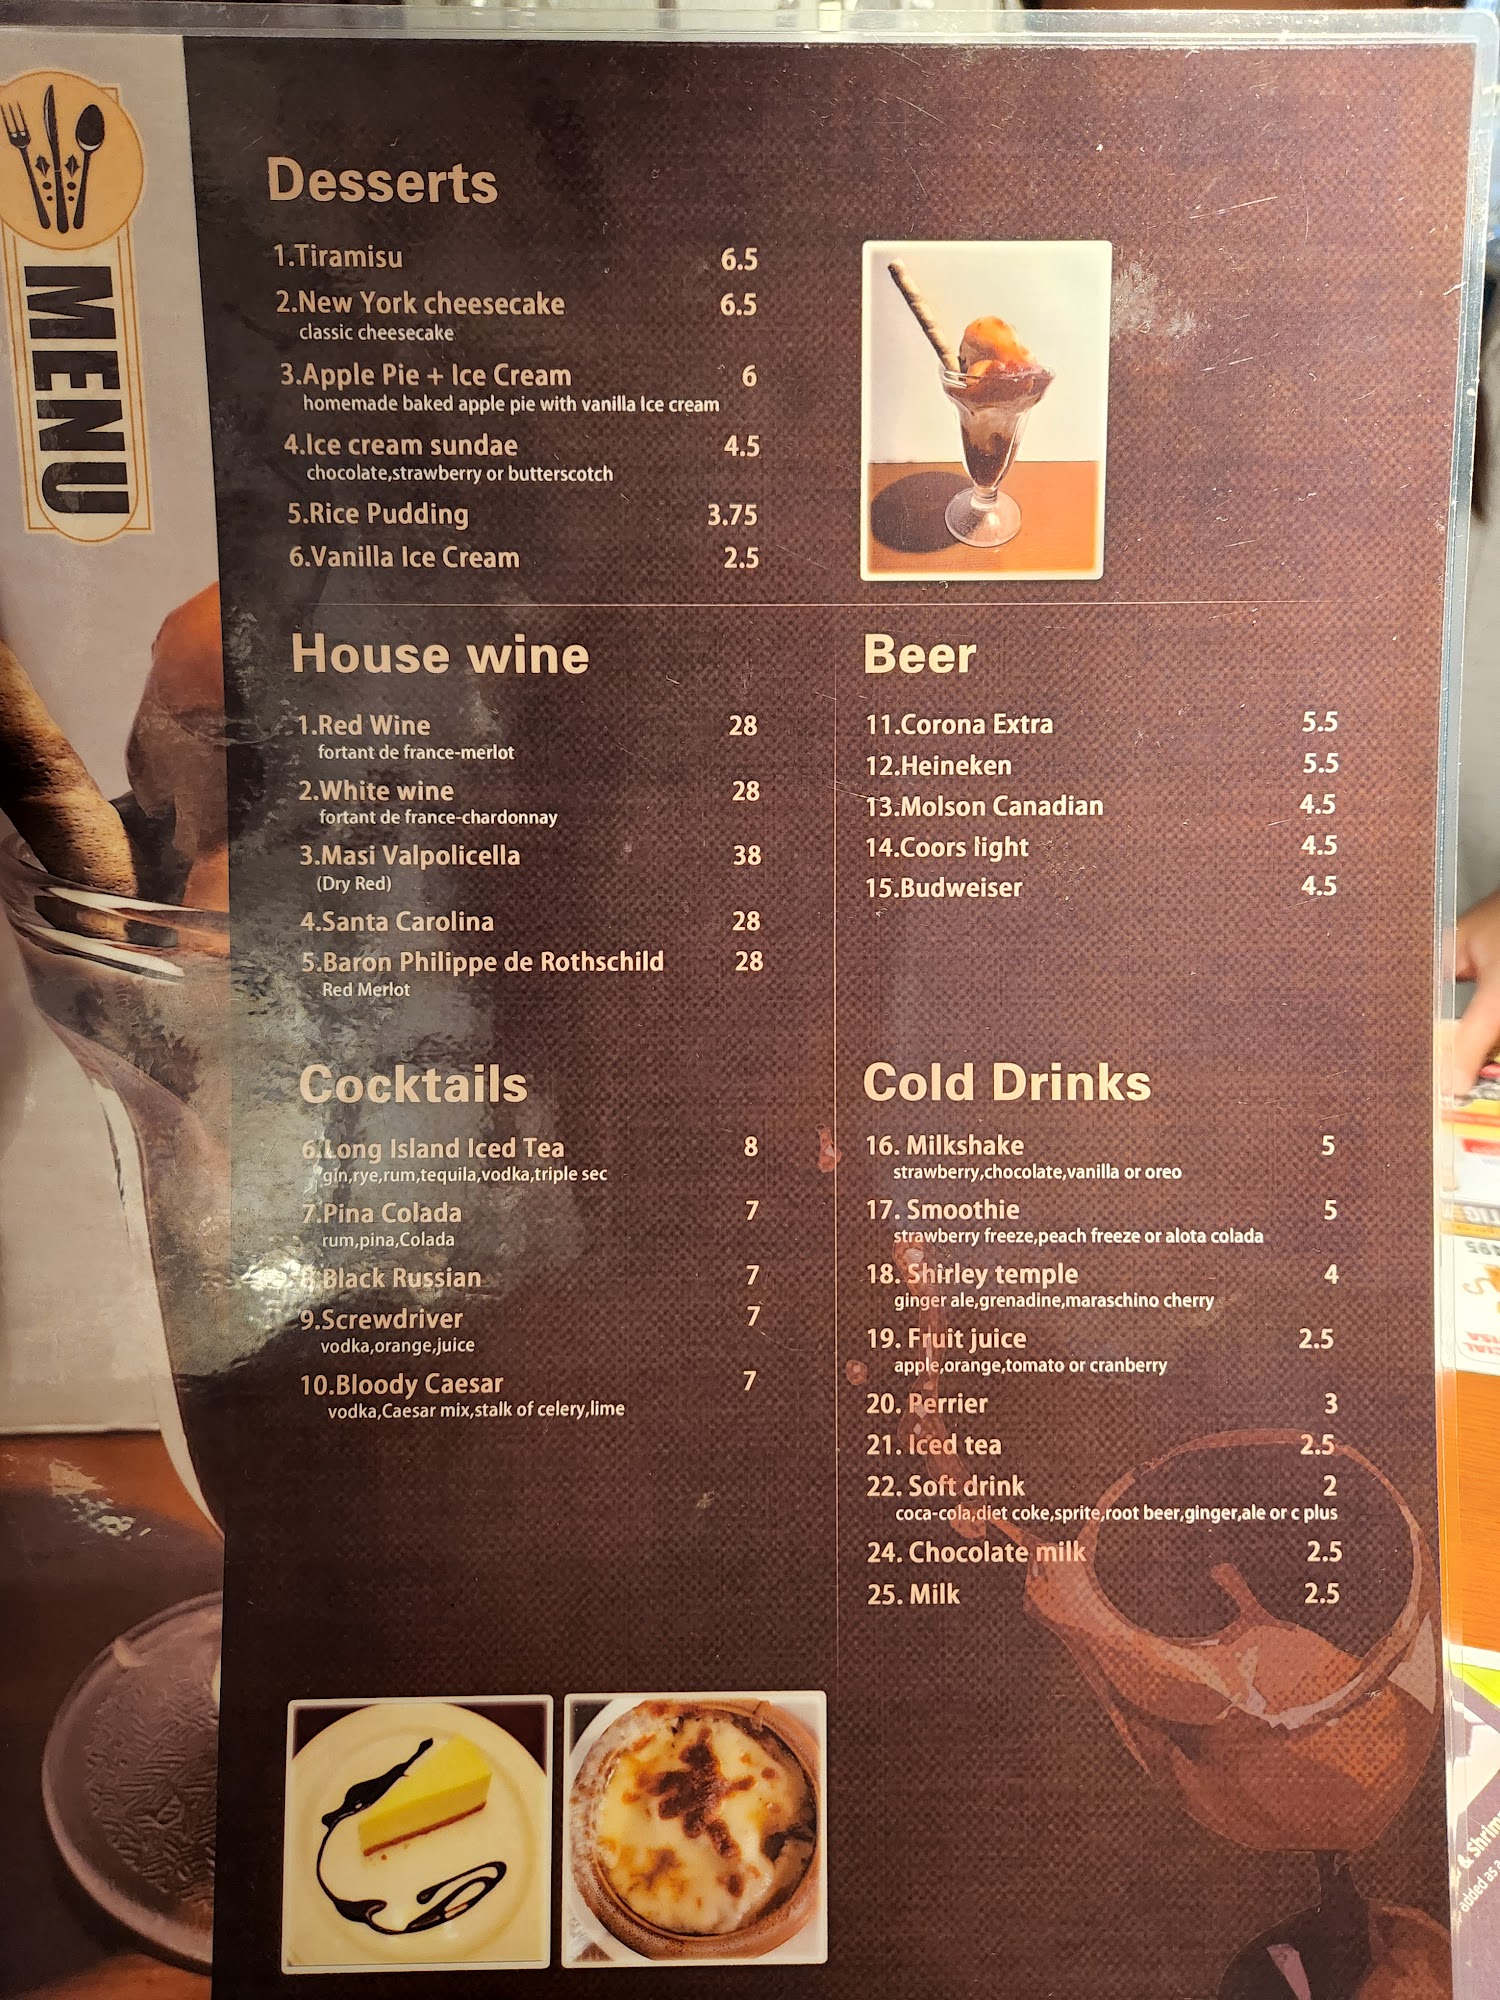 MENU
Desserts
1.Tiramisu 6.5
2.New York cheesecake 6.5
classic cheesecake
3.Apple Pie + Ice Cream 6
homemade baked apple pie with vanilla Ice cream
4.Ice cream sundae 4.5
chocolate,strawberry or butterscotch
5.Rice Pudding 3.75
6.Vanilla Ice Cream 2.5
House wine
1.Red Wine 28
fortant de france-merlot
2.White wine 28
fortant de france-chardonnay
3.Masi Valpolicella 38
(Dry Red)
4.Santa Carolina 28
5.Baron Philippe de Rothschild 28
Red Merlot
Beer
11.Corona Extra 5.5
12.Heineken 5.5
13.Molson Canadian 4.5
14.Coors light 4.5
15.Budweiser 4.5
Cocktails
6.Long Island Iced Tea 8
gin,rye,rum,tequila,vodka,triple sec
7.Pina Colada 7
rum,pina,Colada
8.Black Russian 7
9.Screwdriver 7
vodka,orange,juice
10.Bloody Caesar 7
vodka,Caesar mix,stalk of celery,lime
Cold Drinks
16. Milkshake 5
strawberry,chocolate,vanilla or oreo
17. Smoothie 5
strawberry freeze,peach freeze or alota colada
18. Shirley temple 4
ginger ale,grenadine,maraschino cherry
19. Fruit juice 2.5
apple,orange,tomato or cranberry
20. Perrier 3
21. Iced tea 2.5
22. Soft drink 2
coca-cola,diet coke,sprite,root beer,ginger,ale or c plus
24. Chocolate milk 2.5
25. Milk 2.5
& Shrim
added as a